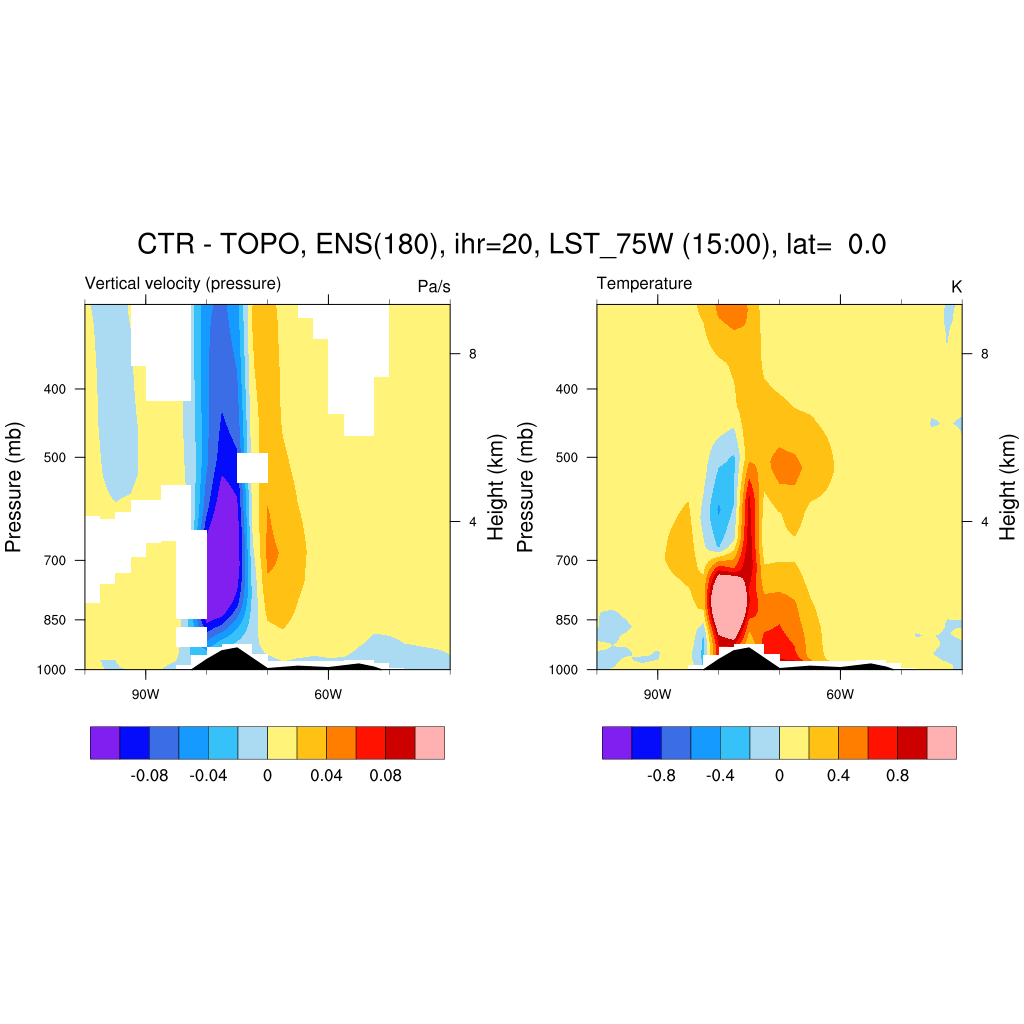 CTR - TOPO, ENS(180), ihr=20, LST_75W (15:00), lat=  0.0
Vertical velocity (pressure)
Pa/s
Pressure (mb)
400
500
700
850
1000
8
4
Height (km)
90W
60W
-0.08
-0.04
0
0.04
0.08
Temperature
K
Pressure (mb)
400
500
700
850
1000
8
4
Height (km)
90W
60W
-0.8
-0.4
0
0.4
0.8